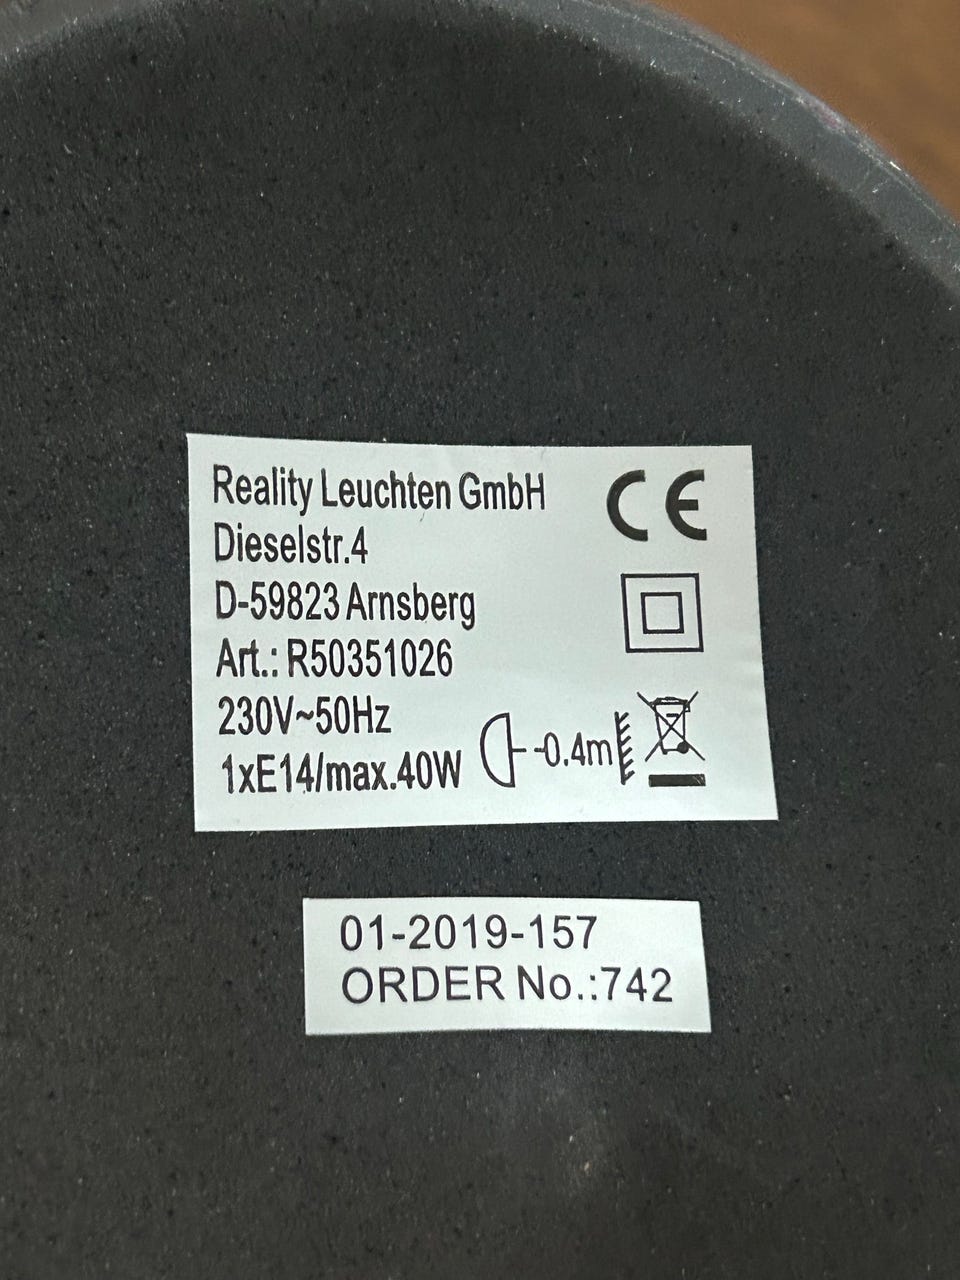 Reality Leuchten GmbH CE
Dieselstr.4
D-59823 Arnsberg
Art.: R50351026
230V~50Hz
1xE14/max.40W -0.4m
01-2019-157
ORDER No.:742